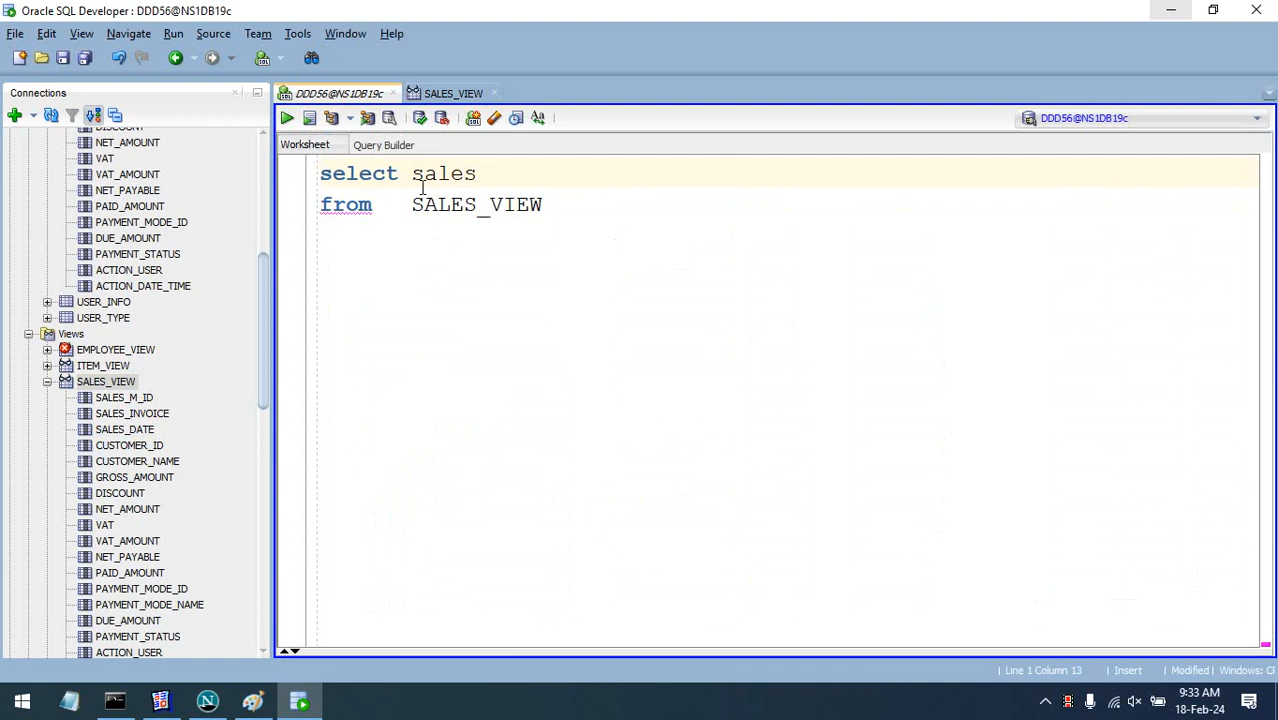 Oracle SQL Developer : DDD56@NS1DB19c
File Edit View Navigate Run Source Team Tools Window Help
Connections
DDD56@NS1DB19c
SALES_VIEW
DDD56@NS1DB19c
Worksheet
Query Builder
select sales
from SALES_VIEW
DISCOUNT
NET_AMOUNT
VAT
VAT_AMOUNT
NET_PAYABLE
PAID_AMOUNT
PAYMENT_MODE_ID
DUE_AMOUNT
PAYMENT_STATUS
ACTION_USER
ACTION_DATE_TIME
USER_INFO
USER_TYPE
Views
EMPLOYEE_VIEW
ITEM_VIEW
SALES_VIEW
SALES_M_ID
SALES_INVOICE
SALES_DATE
CUSTOMER_ID
CUSTOMER_NAME
GROSS_AMOUNT
DISCOUNT
NET_AMOUNT
VAT
VAT_AMOUNT
NET_PAYABLE
PAID_AMOUNT
PAYMENT_MODE_ID
PAYMENT_MODE_NAME
DUE_AMOUNT
PAYMENT_STATUS
ACTION_USER
Line 1 Column 13 Insert Modified Windows: CF
9:33 AM
18-Feb-24